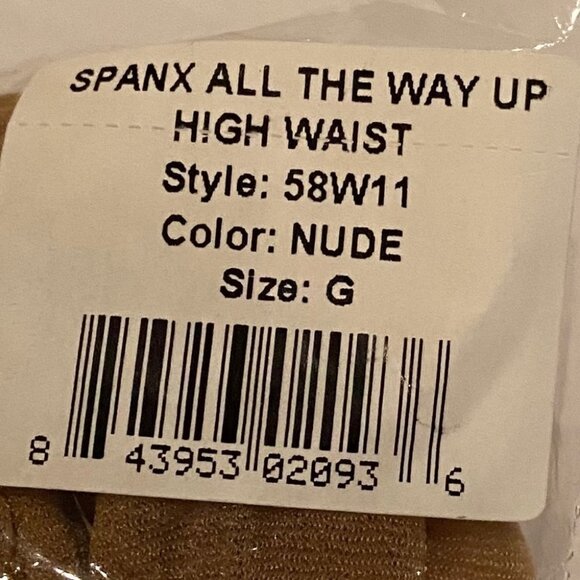 SPANX ALL THE WAY UP
HIGH WAIST
Style: 58W11
Color: NUDE
Size: G
8 43953 02093 6